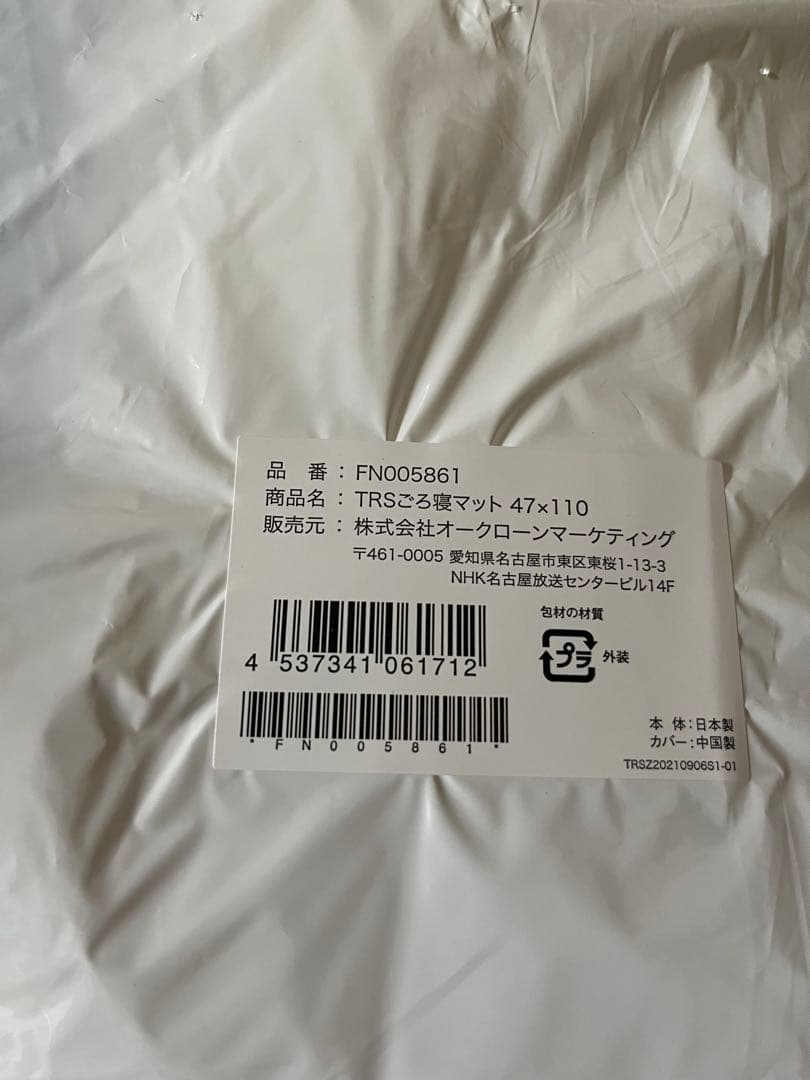 品 番 : FN005861
商品名 : TRSごろ寝マット 47×110
販売元 : 株式会社オークローンマーケティング
〒461-0005 愛知県名古屋市東区東桜1-13-3
NHK名古屋放送センタービル14F
包材の材質
プラ 外装
4 537341 061712
*FN005861*
本 体:日本製
カバー:中国製
TRSZ20210906S1-01